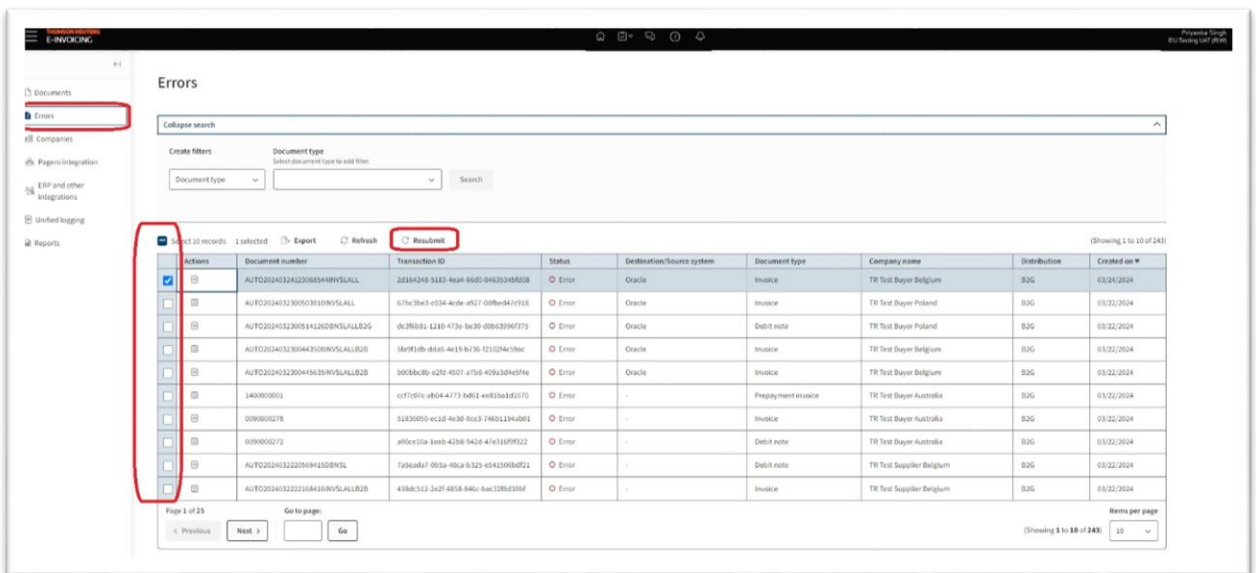 THOMSON REUTERS
E-INVOICING
Priyanka Singh
EIU Testing UAT (R/W)
Documents
Errors
Companies
Pagero integration
ERP and other
integrations
Unified logging
Reports
Errors
Collapse search
Create filters
Document type
Select document type to add filter.
Document type
Search
Select 10 records 1 selected Export Refresh Resubmit (Showing 1 to 10 of 243)
Actions Document number Transaction ID Status Destination/Source system Document type Company name Distribution Created on
Error Oracle Invoice TR Test Buyer Belgium B2G 03/24/2024
Error Oracle Invoice TR Test Buyer Poland B2G 03/22/2024
Error Oracle Debit note TR Test Buyer Poland B2G 03/22/2024
Error Oracle Invoice TR Test Buyer Belgium B2G 03/22/2024
Error Oracle Invoice TR Test Buyer Belgium B2G 03/22/2024
1400000001 Error - Prepayment invoice TR Test Buyer Australia B2G 03/22/2024
0090000278 Error - Invoice TR Test Buyer Australia B2G 03/22/2024
0090000272 Error - Debit note TR Test Buyer Australia B2G 03/22/2024
Error - Debit note TR Test Supplier Belgium B2G 03/22/2024
Error - Invoice TR Test Supplier Belgium B2G 03/22/2024
Page 1 of 25
Go to page:
Items per page
< Previous Next > Go (Showing 1 to 10 of 243) 10